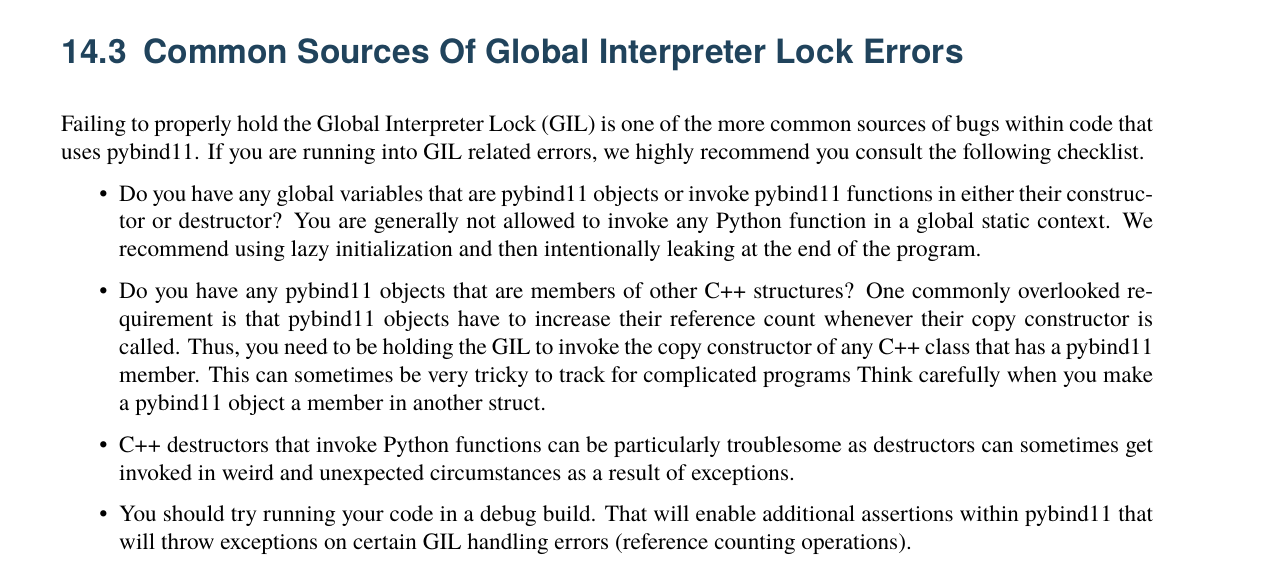 14.3 Common Sources Of Global Interpreter Lock Errors
Failing to properly hold the Global Interpreter Lock (GIL) is one of the more common sources of bugs within code that
uses pybind11. If you are running into GIL related errors, we highly recommend you consult the following checklist.
• Do you have any global variables that are pybind11 objects or invoke pybind11 functions in either their construc-
tor or destructor? You are generally not allowed to invoke any Python function in a global static context. We
recommend using lazy initialization and then intentionally leaking at the end of the program.
• Do you have any pybind11 objects that are members of other C++ structures? One commonly overlooked re-
quirement is that pybind11 objects have to increase their reference count whenever their copy constructor is
called. Thus, you need to be holding the GIL to invoke the copy constructor of any C++ class that has a pybind11
member. This can sometimes be very tricky to track for complicated programs Think carefully when you make
a pybind11 object a member in another struct.
• C++ destructors that invoke Python functions can be particularly troublesome as destructors can sometimes get
invoked in weird and unexpected circumstances as a result of exceptions.
• You should try running your code in a debug build. That will enable additional assertions within pybind11 that
will throw exceptions on certain GIL handling errors (reference counting operations).